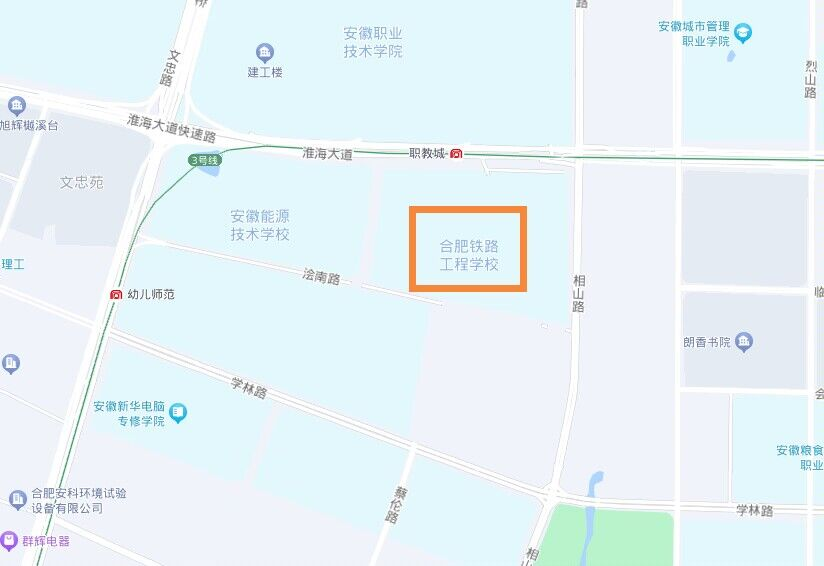 桥
安徽职业
技术学院
安徽城市管理
职业学院
文忠路
建工楼
烈山路
旭辉樾溪台
淮海大道快速路
3号线
淮海大道
职教城
文忠苑
安徽能源
技术学校
合肥铁路
工程学校
理工
浍南路
相山路
幼儿师范
临
朗香书院
学林路
会
安徽新华电脑
专修学院
安徽粮食
职业
合肥安科环境试验
设备有限公司
蔡伦路
学林路
群辉电器
相山